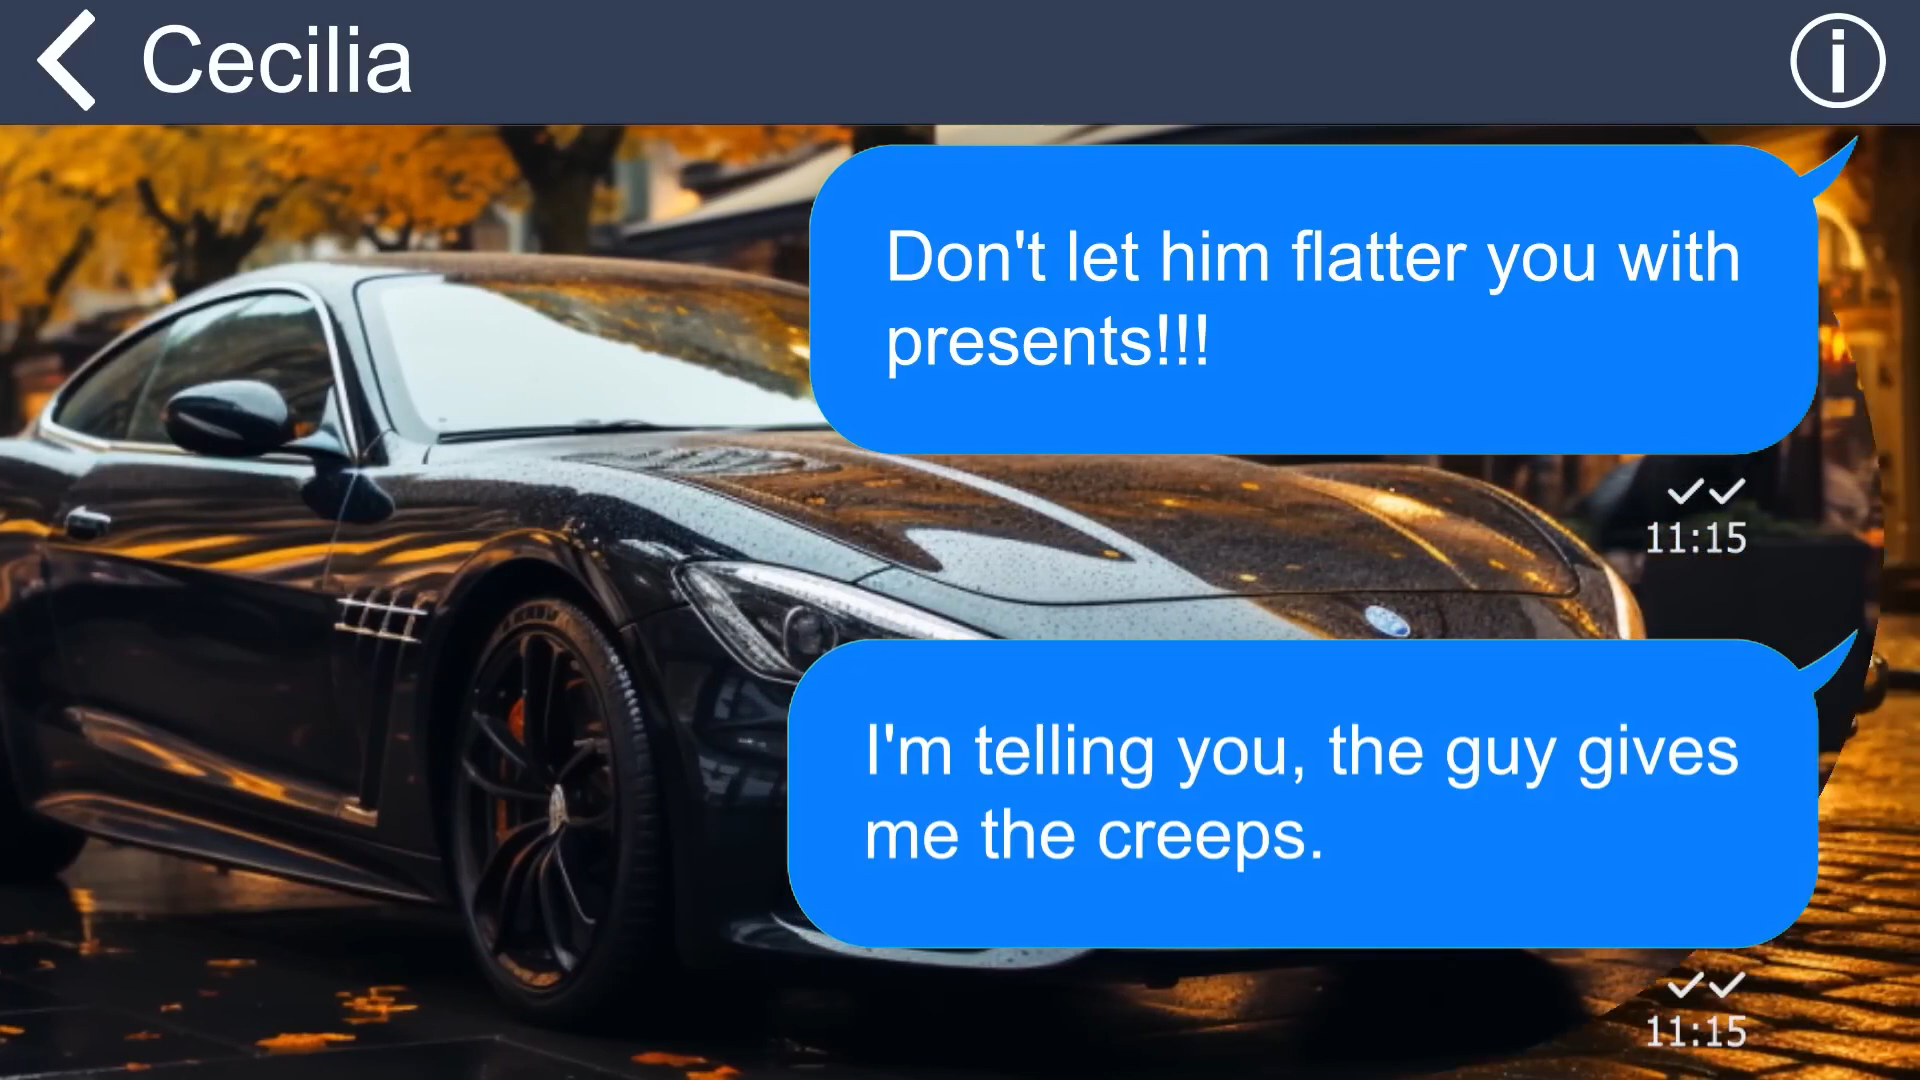 Cecilia
Don't let him flatter you with
presents!!!
11:15
I'm telling you, the guy gives
me the creeps.
11:15